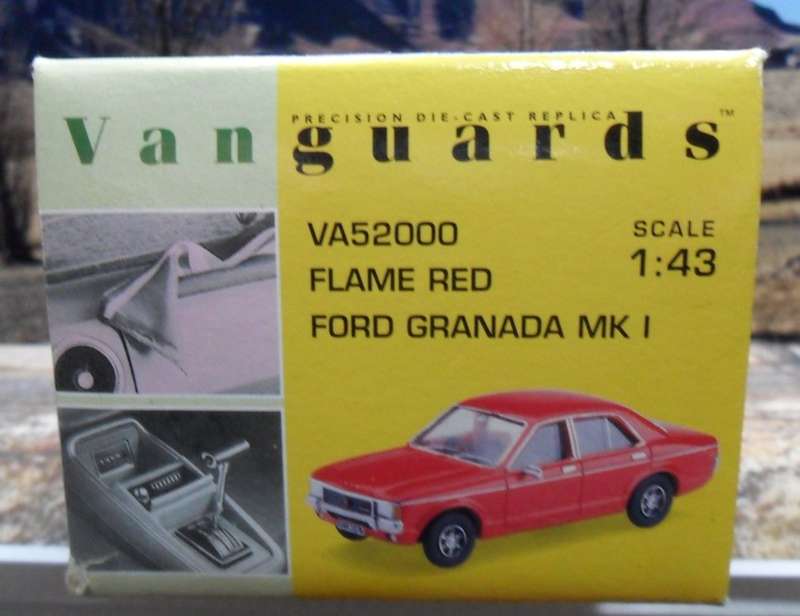 PRECISION DIE-CAST REPLICA
Vanguards™
VA52000
FLAME RED
FORD GRANADA MK I
SCALE
1:43